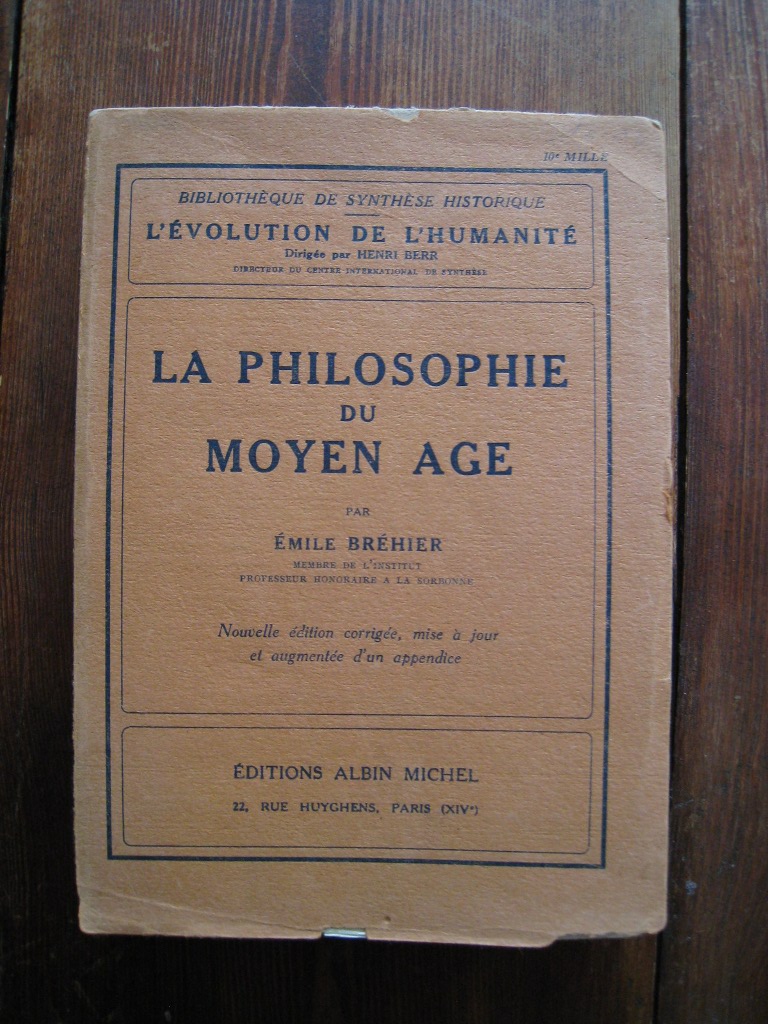 10e MILLE
BIBLIOTHÈQUE DE SYNTHÈSE HISTORIQUE
L'ÉVOLUTION DE L'HUMANITÉ
Dirigée par HENRI BERR
DIRECTEUR DU CENTRE INTERNATIONAL DE SYNTHÈSE
LA PHILOSOPHIE
DU
MOYEN AGE
PAR
ÉMILE BRÉHIER
MEMBRE DE L'INSTITUT
PROFESSEUR HONORAIRE A LA SORBONNE
Nouvelle édition corrigée, mise à jour
et augmentée d'un appendice
ÉDITIONS ALBIN MICHEL
22, RUE HUYGHENS, PARIS (XIVe)